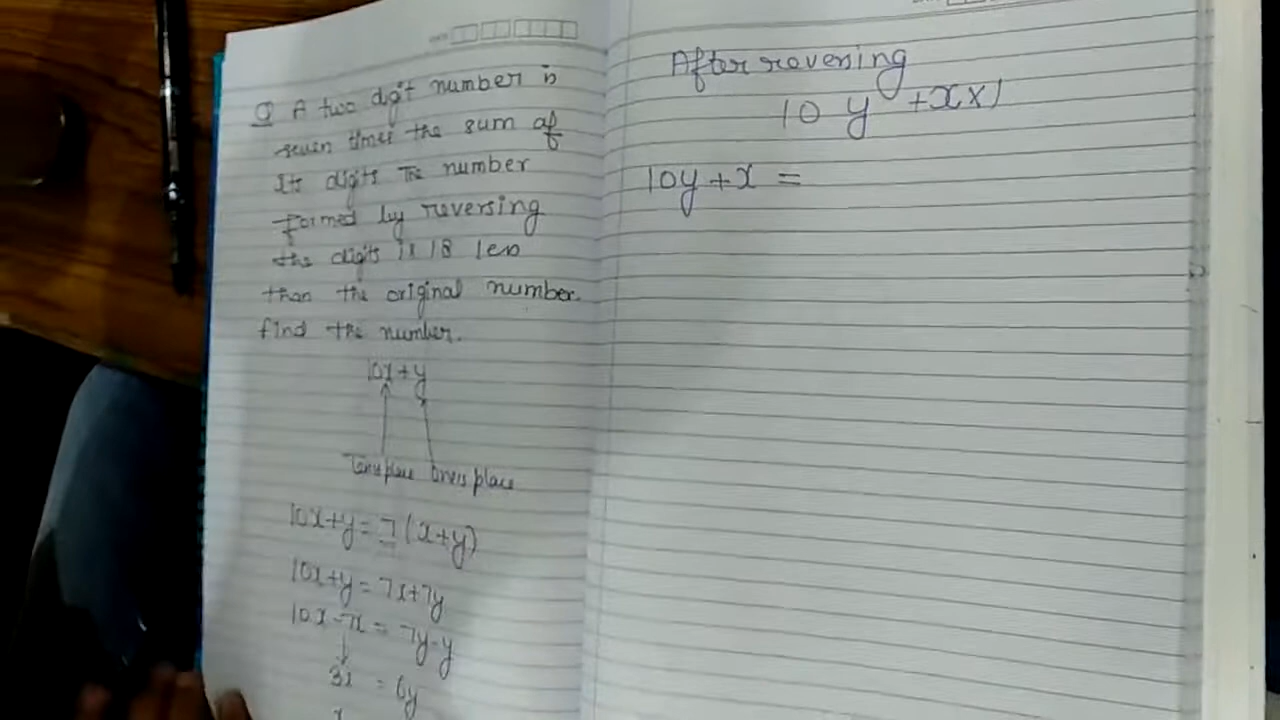 Q A two digit number is
seven times the sum of
Its digits The number
formed by reversing
the digits is 18 less
than the original number.
find the number.
10x+y
Tens place Ones place
10x+y = 7(x+y)
10x+y = 7x+7y
10x-7x = 7y-y
3x = 6y
x
After reversing
10 y + x x 1
10y + x =